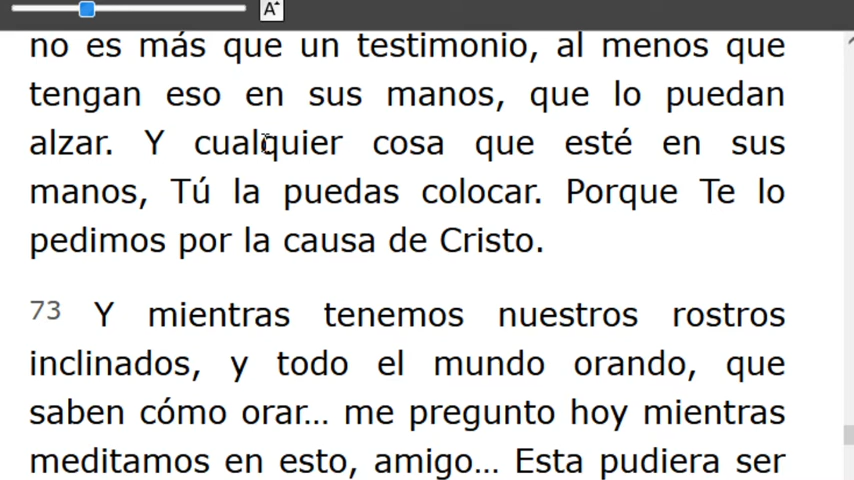 A
no es más que un testimonio, al menos que
tengan eso en sus manos, que lo puedan
alzar. Y cualquier cosa que esté en sus
manos, Tú la puedas colocar. Porque Te lo
pedimos por la causa de Cristo.
73 Y mientras tenemos nuestros rostros
inclinados, y todo el mundo orando, que
saben cómo orar… me pregunto hoy mientras
meditamos en esto, amigo… Esta pudiera ser